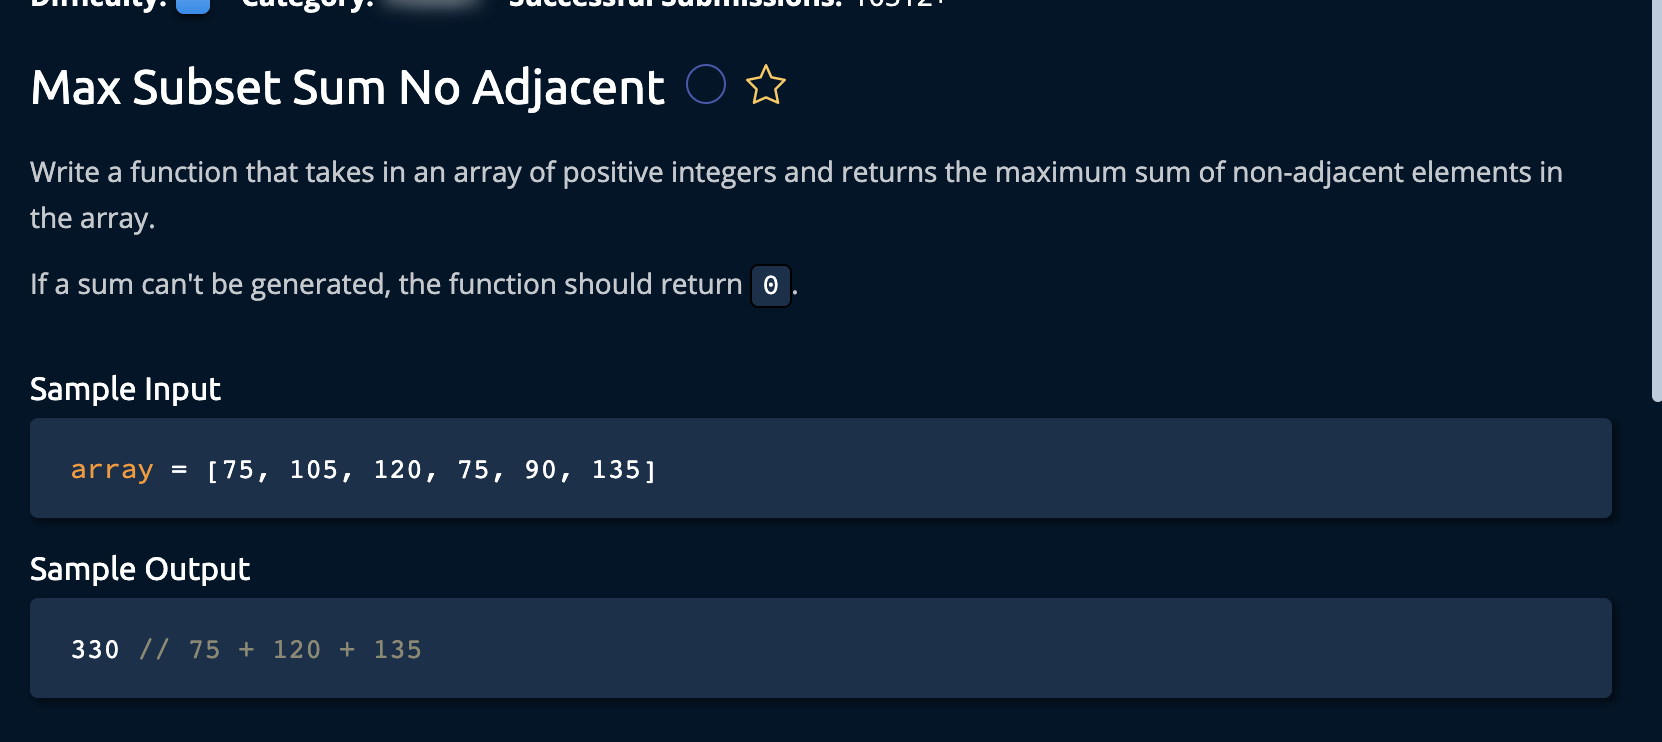 Difficulty: Category: Successful Submissions:
Max Subset Sum No Adjacent
Write a function that takes in an array of positive integers and returns the maximum sum of non-adjacent elements in
the array.
If a sum can't be generated, the function should return 0.
Sample Input
array = [75, 105, 120, 75, 90, 135]
Sample Output
330 // 75 + 120 + 135